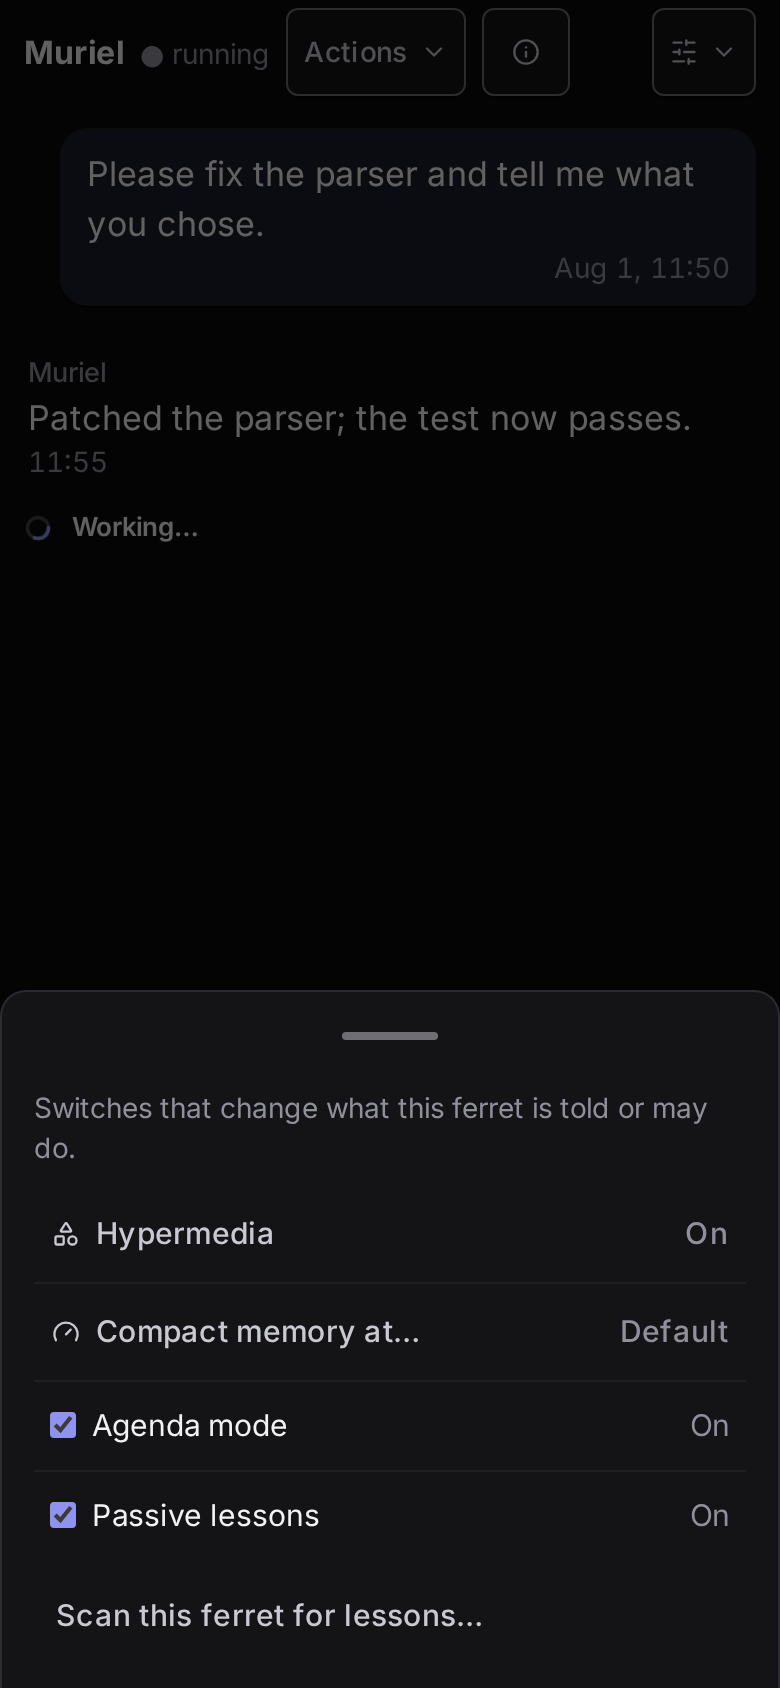 Muriel
running
Actions
Please fix the parser and tell me what
you chose.
Aug 1, 11:50
Muriel
Patched the parser; the test now passes.
11:55
Working...
Switches that change what this ferret is told or may
do.
Hypermedia On
Compact memory at... Default
Agenda mode On
Passive lessons On
Scan this ferret for lessons...